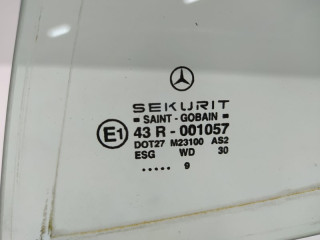 SEKURIT
SAINT - GOBAIN
E1 43 R - 001057
DOT27 M23100 AS2
ESG WD 30
..... 9